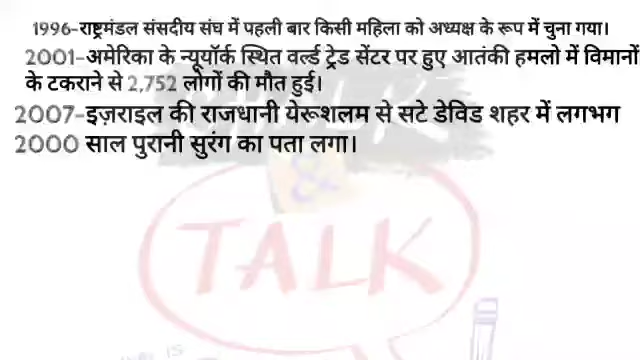 1996-राष्ट्रमंडल संसदीय संघ में पहली बार किसी महिला को अध्यक्ष के रूप में चुना गया।
2001-अमेरिका के न्यूयॉर्क स्थित वर्ल्ड ट्रेड सेंटर पर हुए आतंकी हमलो में विमानों
के टकराने से 2,752 लोगों की मौत हुई।
2007-इज़राइल की राजधानी येरूशलम से सटे डेविड शहर में लगभग
2000 साल पुरानी सुरंग का पता लगा।
&
TALK